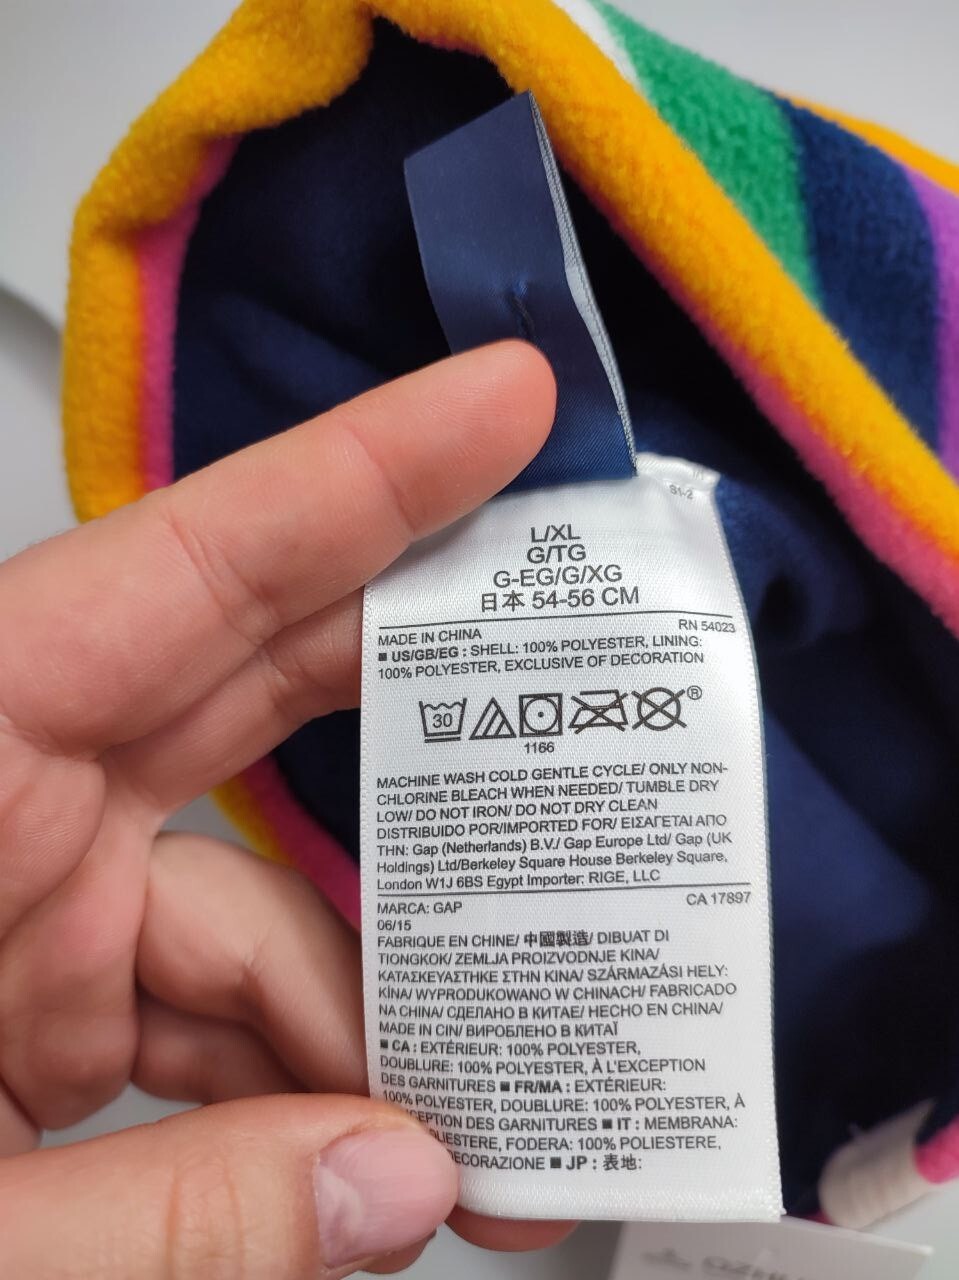 S1-2
L/XL
G/TG
G-EG/G/XG
日本 54-56 CM
MADE IN CHINA RN 54023
■ US/GB/EG : SHELL: 100% POLYESTER, LINING:
100% POLYESTER, EXCLUSIVE OF DECORATION
30 ®
1166
MACHINE WASH COLD GENTLE CYCLE/ ONLY NON-
CHLORINE BLEACH WHEN NEEDED/ TUMBLE DRY
LOW/ DO NOT IRON/ DO NOT DRY CLEAN
DISTRIBUIDO POR/IMPORTED FOR/ ΕΙΣΑΓΕΤΑΙ ΑΠΟ
ΤΗΝ: Gap (Netherlands) B.V./ Gap Europe Ltd/ Gap (UK
Holdings) Ltd/Berkeley Square House Berkeley Square,
London W1J 6BS Egypt Importer: RIGE, LLC
MARCA: GAP CA 17897
06/15
FABRIQUE EN CHINE/ 中國製造/ DIBUAT DI
TIONGKOK/ ZEMLJA PROIZVODNJE KINA/
ΚΑΤΑΣΚΕΥΑΣΤΗΚΕ ΣΤΗΝ ΚΙΝΑ/ SZÁRMAZÁSI HELY:
KÍNA/ WYPRODUKOWANO W CHINACH/ FABRICADO
NA CHINA/ СДЕЛАНО В КИТАЕ/ HECHO EN CHINA/
MADE IN CIN/ ВИРОБЛЕНО В КИТАЇ
■ CA : EXTÉRIEUR: 100% POLYESTER,
DOUBLURE: 100% POLYESTER, À L'EXCEPTION
DES GARNITURES ■ FR/MA : EXTÉRIEUR:
100% POLYESTER, DOUBLURE: 100% POLYESTER, À
CEPTION DES GARNITURES ■ IT : MEMBRANA:
LIESTERE, FODERA: 100% POLIESTERE,
DECORAZIONE ■ JP : 表地: